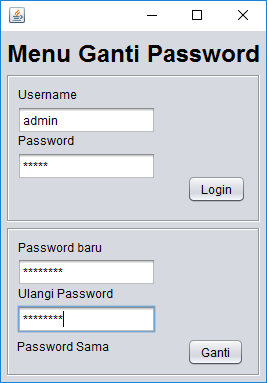 Menu Ganti Password
Username
admin
Password
*****
Login
Password baru
********
Ulangi Password
********
Password Sama
Ganti